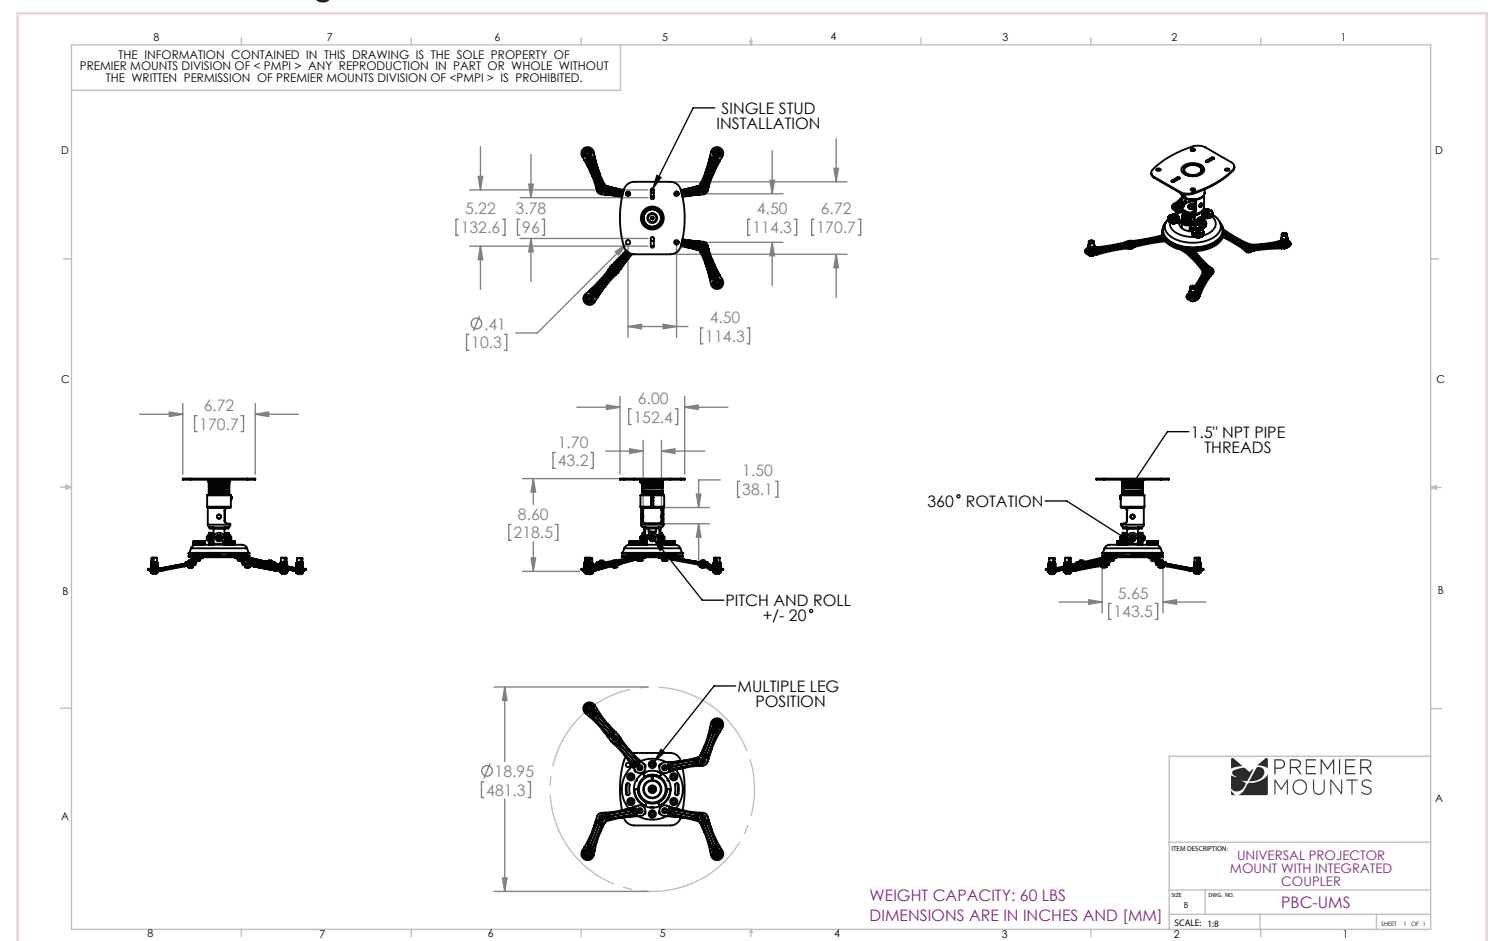 8 7 6 5 4 3 2 1
THE INFORMATION CONTAINED IN THIS DRAWING IS THE SOLE PROPERTY OF
PREMIER MOUNTS DIVISION OF < PMPI > ANY REPRODUCTION IN PART OR WHOLE WITHOUT
THE WRITTEN PERMISSION OF PREMIER MOUNTS DIVISION OF <PMPI > IS PROHIBITED.
SINGLE STUD
INSTALLATION
D
D
5.22
[132.6]
3.78
[96]
4.50
[114.3]
6.72
[170.7]
Ø.41
[10.3]
4.50
[114.3]
C
C
6.72
[170.7]
6.00
[152.4]
1.70
[43.2]
1.50
[38.1]
8.60
[218.5]
1.5" NPT PIPE
THREADS
360° ROTATION
PITCH AND ROLL
+/- 20°
5.65
[143.5]
B
B
MULTIPLE LEG
POSITION
Ø18.95
[481.3]
A
A
PREMIER
MOUNTS
ITEM DESCRIPTION:
UNIVERSAL PROJECTOR
MOUNT WITH INTEGRATED
COUPLER
WEIGHT CAPACITY: 60 LBS
DIMENSIONS ARE IN INCHES AND [MM]
SIZE
B
DWG. NO.
PBC-UMS
SCALE: 1:8
SHEET 1 OF 1
8 7 6 5 4 3 2 1